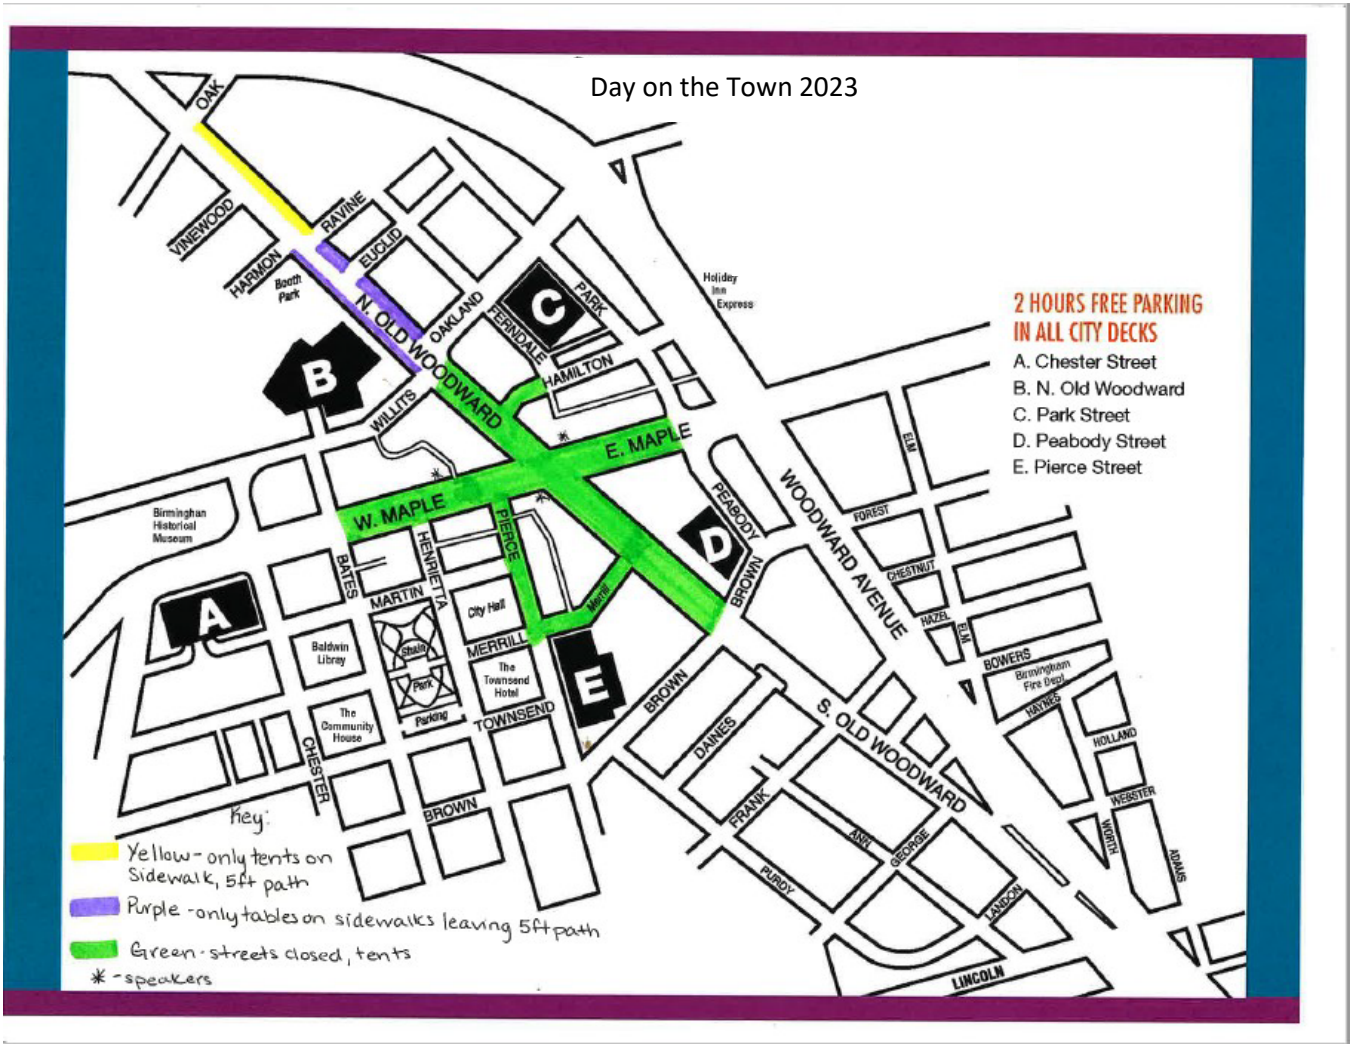 Day on the Town 2023
OAK
VINEWOOD
HARMON
RAVINE
EUCLID
Booth
Park
N. OLD WOODWARD
OAKLAND
FERNDALE
PARK
HAMILTON
WILLITS
C
B
Holiday
Inn
Express
2 HOURS FREE PARKING
IN ALL CITY DECKS
A. Chester Street
B. N. Old Woodward
C. Park Street
D. Peabody Street
E. Pierce Street
E. MAPLE
W. MAPLE
*
*
*
ELM
Birmingham
Historical
Museum
PIERCE
HENRIETTA
BATES
MARTIN
PEABODY
D
BROWN
WOODWARD AVENUE
FOREST
CHESTNUT
HAZEL
ELM
BOWERS
Birmingham
Fire Dept
HAYNES
HOLLAND
WEBSTER
WORTH
ADAMS
A
City Hall
Merrill
MERRILL
Shain
Park
Parking
Baldwin
Library
The
Townsend
Hotel
E
The
Community
House
TOWNSEND
BROWN
DAINES
S. OLD WOODWARD
CHESTER
BROWN
FRANK
ANN
GEORGE
PURDY
LANDON
LINCOLN
Key:
Yellow - only tents on
Sidewalk, 5ft path
Purple - only tables on sidewalks leaving 5ft path
Green - streets closed, tents
* - speakers